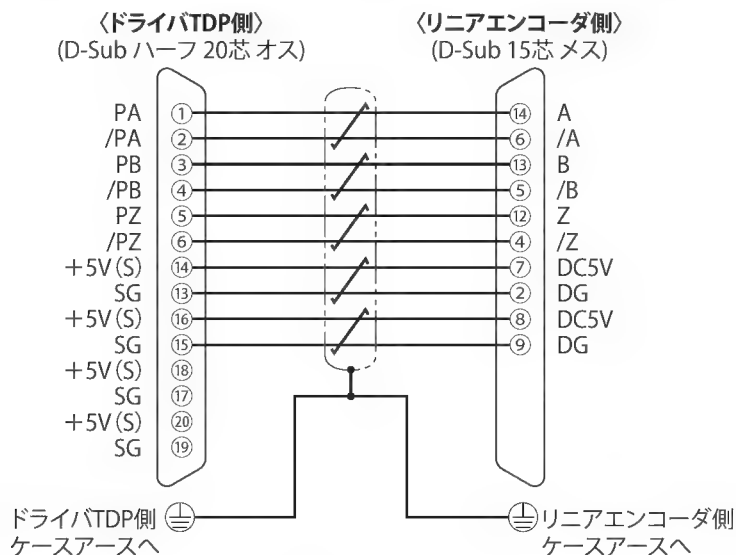 〈ドライバTDP側〉
(D-Sub ハーフ 20芯 オス)
〈リニアエンコーダ側〉
(D-Sub 15芯 メス)
PA ① ⑭ A
/PA ② ⑥ /A
PB ③ ⑬ B
/PB ④ ⑤ /B
PZ ⑤ ⑫ Z
/PZ ⑥ ④ /Z
+5V(S) ⑭ ⑦ DC5V
SG ⑬ ② DG
+5V(S) ⑯ ⑧ DC5V
SG ⑮ ⑨ DG
+5V(S) ⑱
SG ⑰
+5V(S) ⑳
SG ⑲
ドライバTDP側
ケースアースへ
リニアエンコーダ側
ケースアースへ